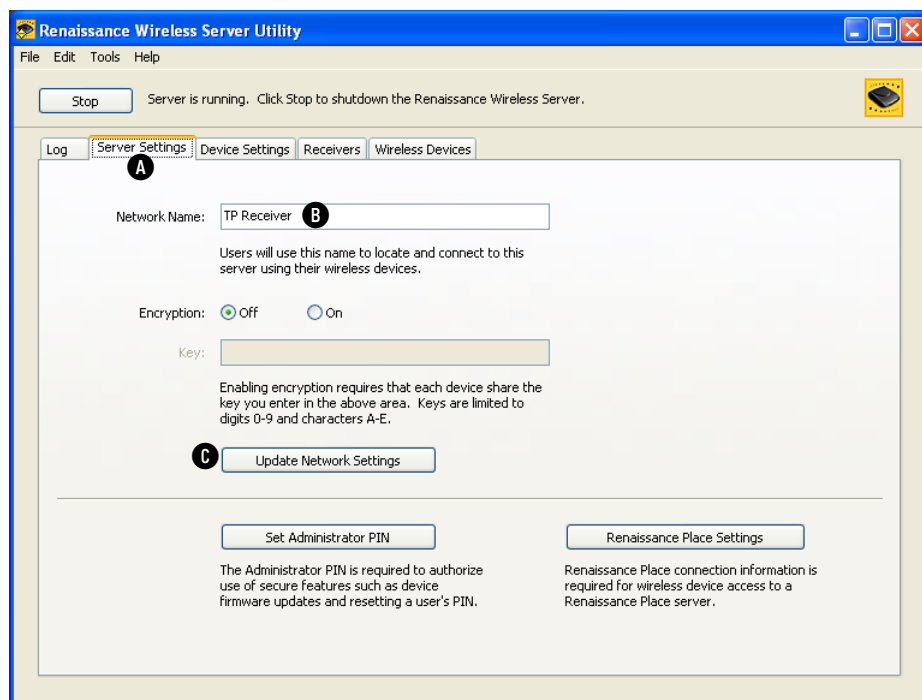 Renaissance Wireless Server Utility
File Edit Tools Help
Stop Server is running. Click Stop to shutdown the Renaissance Wireless Server.
Log Server Settings Device Settings Receivers Wireless Devices
A
Network Name: TP Receiver B
Users will use this name to locate and connect to this
server using their wireless devices.
Encryption: Off On
Key:
Enabling encryption requires that each device share the
key you enter in the above area. Keys are limited to
digits 0-9 and characters A-E.
C Update Network Settings
Set Administrator PIN
The Administrator PIN is required to authorize
use of secure features such as device
firmware updates and resetting a user's PIN.
Renaissance Place Settings
Renaissance Place connection information is
required for wireless device access to a
Renaissance Place server.